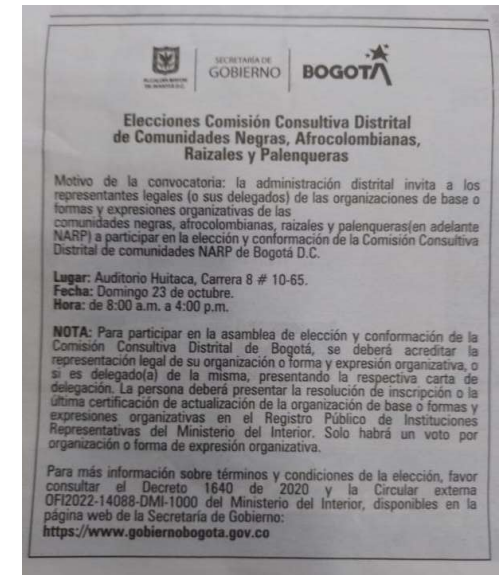 ALCALDÍA MAYOR
DE BOGOTÁ D.C.
SECRETARÍA DE
GOBIERNO
BOGOTÁ
Elecciones Comisión Consultiva Distrital
de Comunidades Negras, Afrocolombianas,
Raizales y Palenqueras
Motivo de la convocatoria: la administración distrital invita a los
representantes legales (o sus delegados) de las organizaciones de base o
formas y expresiones organizativas de las
comunidades negras, afrocolombianas, raizales y palenqueras(en adelante
NARP) a participar en la elección y conformación de la Comisión Consultiva
Distrital de comunidades NARP de Bogotá D.C.
Lugar: Auditorio Huitaca, Carrera 8 # 10-65.
Fecha: Domingo 23 de octubre.
Hora: de 8:00 a.m. a 4:00 p.m.
NOTA: Para participar en la asamblea de elección y conformación de la
Comisión Consultiva Distrital de Bogotá, se deberá acreditar la
representación legal de su organización o forma y expresión organizativa, o
si es delegado(a) de la misma, presentando la respectiva carta de
delegación. La persona deberá presentar la resolución de inscripción o la
última certificación de actualización de la organización de base o formas y
expresiones organizativas en el Registro Público de Instituciones
Representativas del Ministerio del Interior. Solo habrá un voto por
organización o forma de expresión organizativa.
Para más información sobre términos y condiciones de la elección, favor
consultar el Decreto 1640 de 2020 y la Circular externa
OFI2022-14088-DMI-1000 del Ministerio del Interior, disponibles en la
página web de la Secretaría de Gobierno:
https://www.gobiernobogota.gov.co